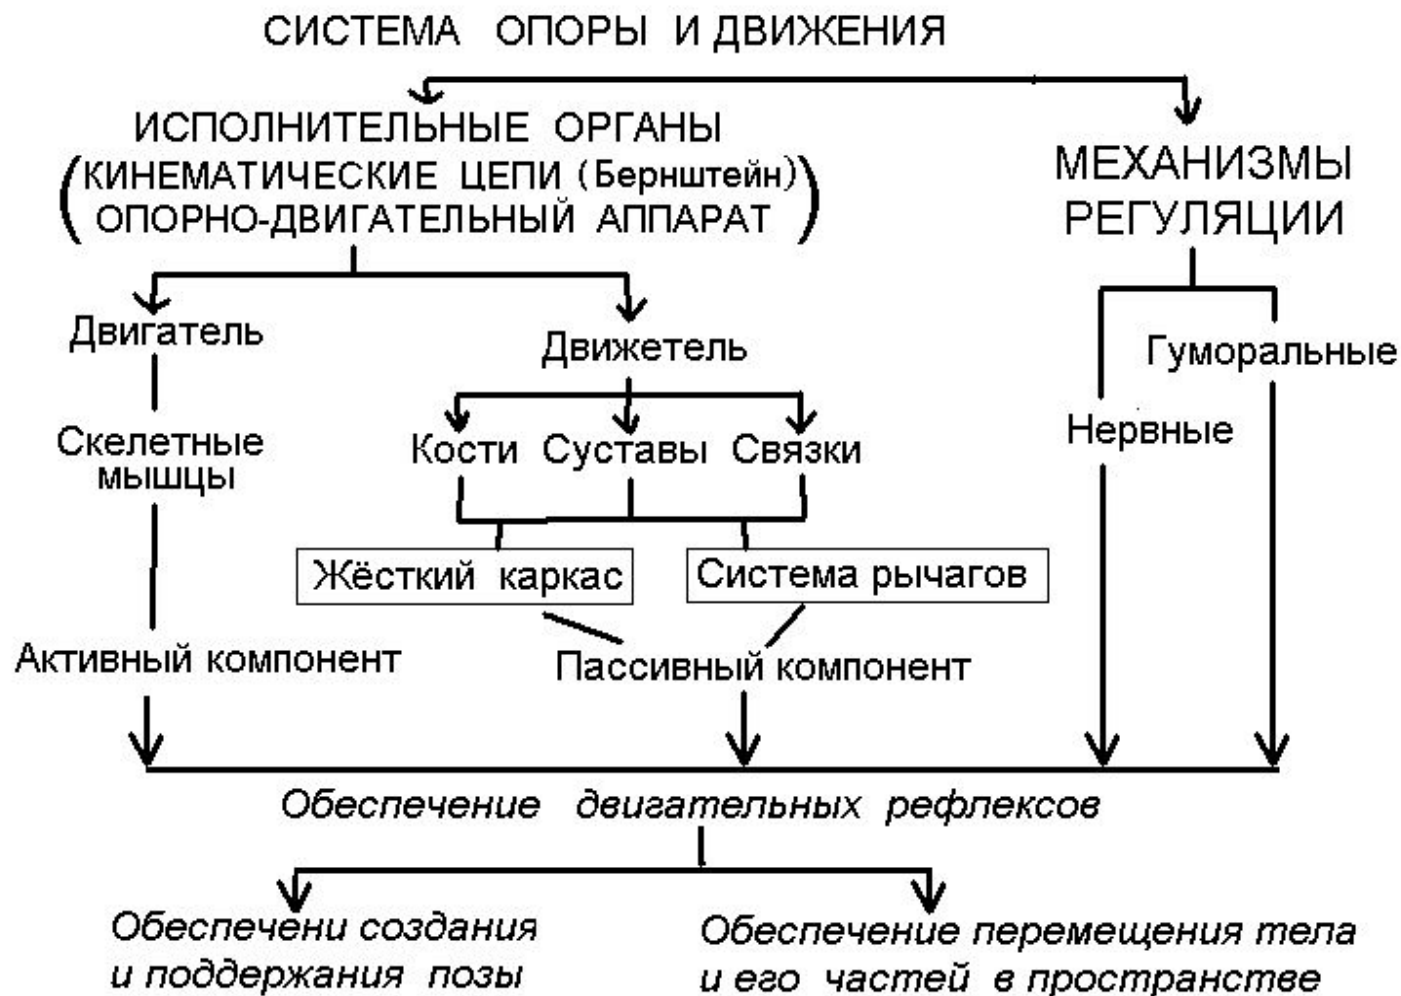 СИСТЕМА ОПОРЫ И ДВИЖЕНИЯ
ИСПОЛНИТЕЛЬНЫЕ ОРГАНЫ
(КИНЕМАТИЧЕСКИЕ ЦЕПИ (Бернштейн)
ОПОРНО-ДВИГАТЕЛЬНЫЙ АППАРАТ)
МЕХАНИЗМЫ
РЕГУЛЯЦИИ
Двигатель
Движетель
Гуморальные
Нервные
Скелетные
мышцы
Кости Суставы Связки
Жёсткий каркас
Система рычагов
Активный компонент
Пассивный компонент
Обеспечение двигательных рефлексов
Обеспечени создания
и поддержания позы
Обеспечение перемещения тела
и его частей в пространстве